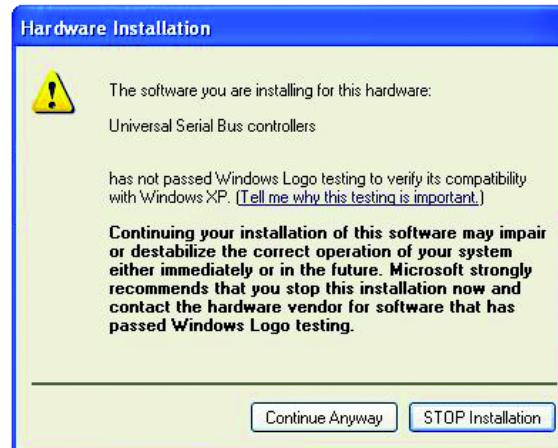 Hardware Installation
The software you are installing for this hardware:
Universal Serial Bus controllers
has not passed Windows Logo testing to verify its compatibility
with Windows XP. (Tell me why this testing is important.)
Continuing your installation of this software may impair
or destabilize the correct operation of your system
either immediately or in the future. Microsoft strongly
recommends that you stop this installation now and
contact the hardware vendor for software that has
passed Windows Logo testing.
Continue Anyway
STOP Installation